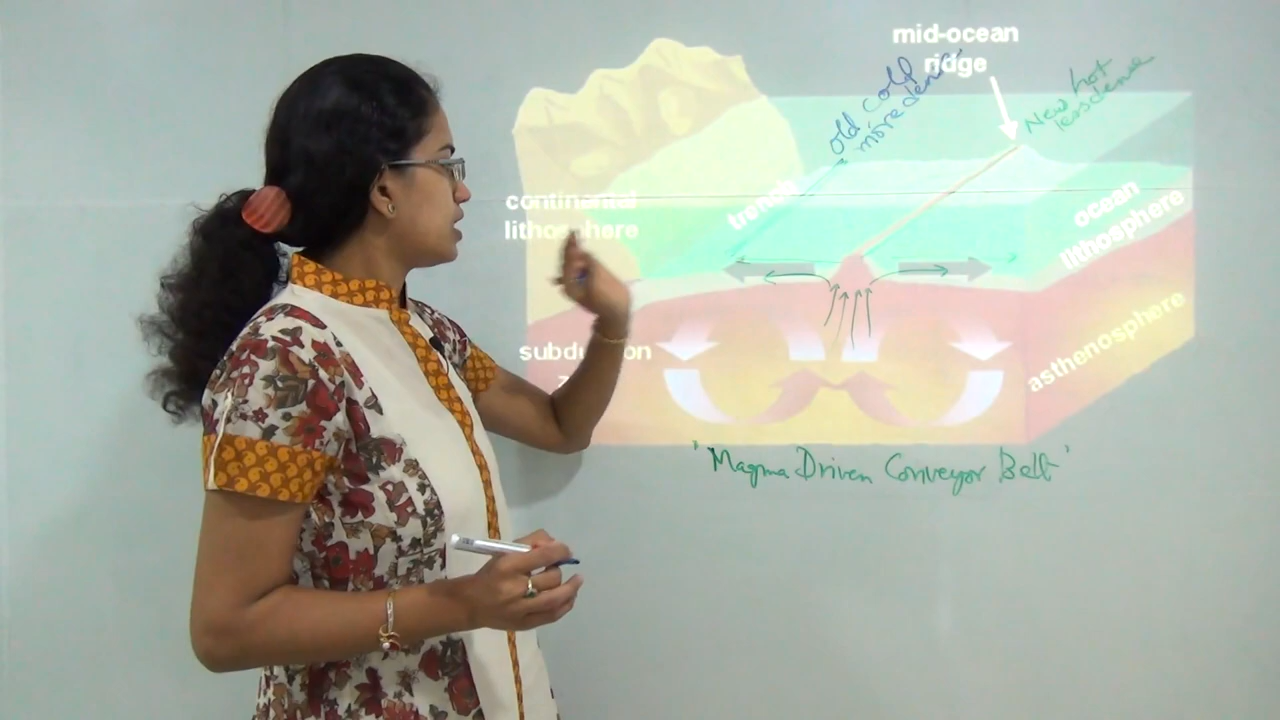 mid-ocean
ridge
old cold
more dense
New hot
less dense
continental
lithosphere
trench
ocean
lithosphere
asthenosphere
"Magma Driven Conveyor Belt"